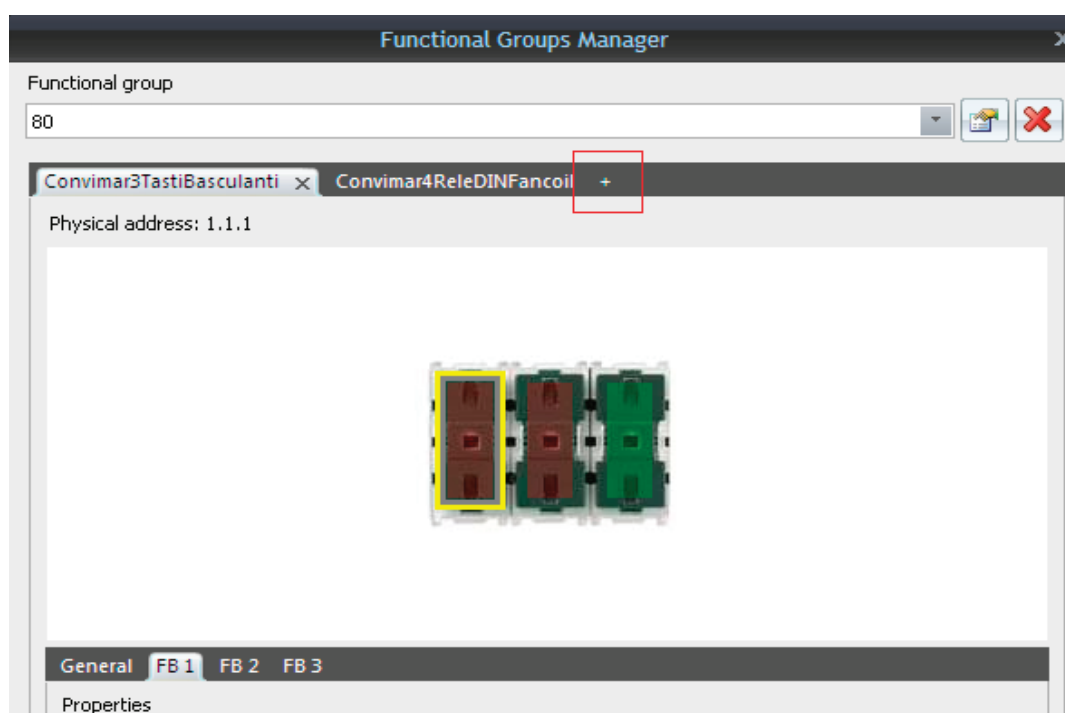 Functional Groups Manager
Functional group
80
Convimar3TastiBasculanti × Convimar4ReleDINFancoil +
Physical address: 1.1.1
General FB 1 FB 2 FB 3
Properties